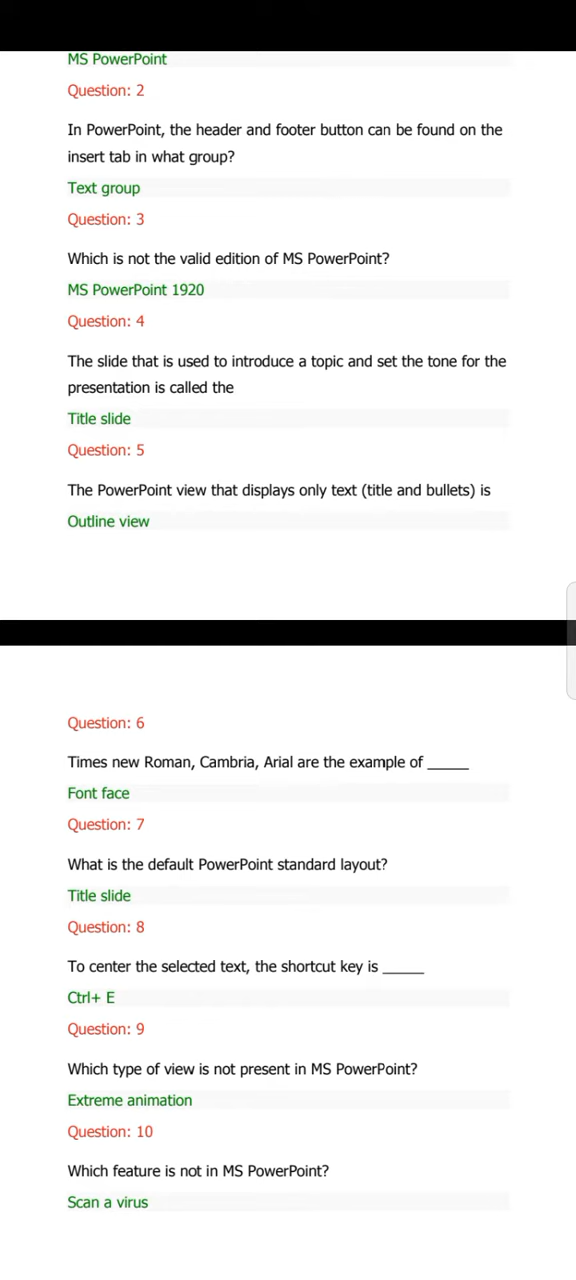 MS PowerPoint
Question: 2
In PowerPoint, the header and footer button can be found on the
insert tab in what group?
Text group
Question: 3
Which is not the valid edition of MS PowerPoint?
MS PowerPoint 1920
Question: 4
The slide that is used to introduce a topic and set the tone for the
presentation is called the
Title slide
Question: 5
The PowerPoint view that displays only text (title and bullets) is
Outline view
Question: 6
Times new Roman, Cambria, Arial are the example of _____
Font face
Question: 7
What is the default PowerPoint standard layout?
Title slide
Question: 8
To center the selected text, the shortcut key is _____
Ctrl+ E
Question: 9
Which type of view is not present in MS PowerPoint?
Extreme animation
Question: 10
Which feature is not in MS PowerPoint?
Scan a virus